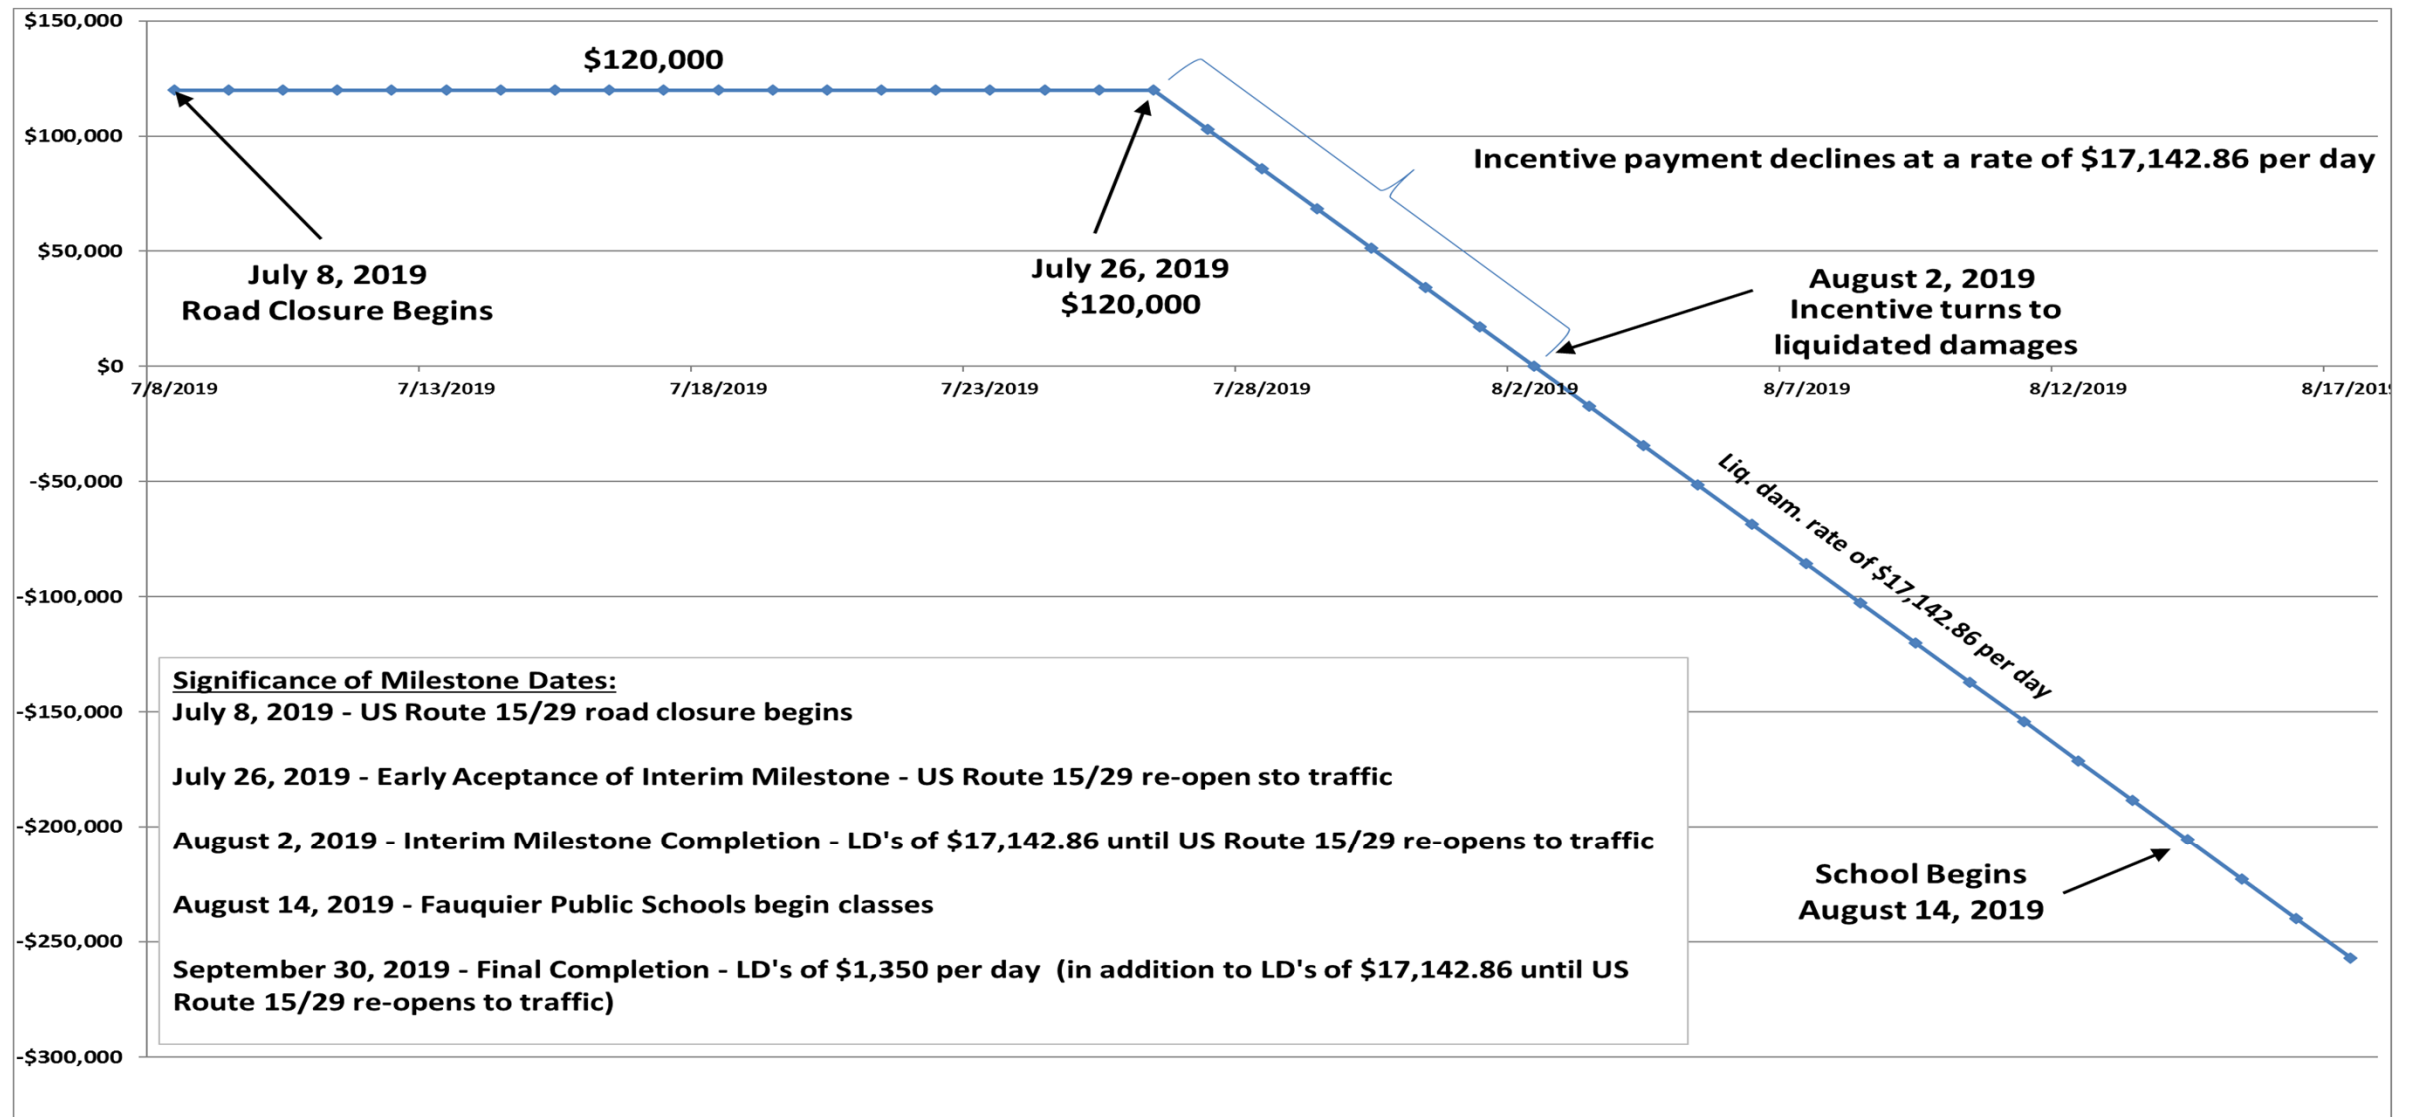 $150,000
$120,000
$100,000
Incentive payment declines at a rate of $17,142.86 per day
$50,000
July 8, 2019
Road Closure Begins
July 26, 2019
$120,000
August 2, 2019
Incentive turns to
liquidated damages
$0
7/8/2019
7/13/2019
7/18/2019
7/23/2019
7/28/2019
8/2/2019
8/7/2019
8/12/2019
8/17/2019
-$50,000
Liq. dam. rate of $17,142.86 per day
-$100,000
-$150,000
-$200,000
-$250,000
-$300,000
Significance of Milestone Dates:
July 8, 2019 - US Route 15/29 road closure begins
July 26, 2019 - Early Aceptance of Interim Milestone - US Route 15/29 re-open sto traffic
August 2, 2019 - Interim Milestone Completion - LD's of $17,142.86 until US Route 15/29 re-opens to traffic
August 14, 2019 - Fauquier Public Schools begin classes
September 30, 2019 - Final Completion - LD's of $1,350 per day  (in addition to LD's of $17,142.86 until US
Route 15/29 re-opens to traffic)
School Begins
August 14, 2019